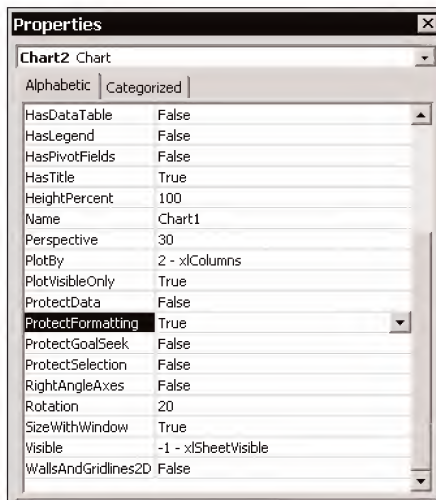 Properties
Chart2 Chart
Alphabetic Categorized
HasDataTable False
HasLegend False
HasPivotFields False
HasTitle True
HeightPercent 100
Name Chart1
Perspective 30
PlotBy 2 - xlColumns
PlotVisibleOnly True
ProtectData False
ProtectFormatting True
ProtectGoalSeek False
ProtectSelection False
RightAngleAxes False
Rotation 20
SizeWithWindow True
Visible -1 - xlSheetVisible
WallsAndGridlines2D False